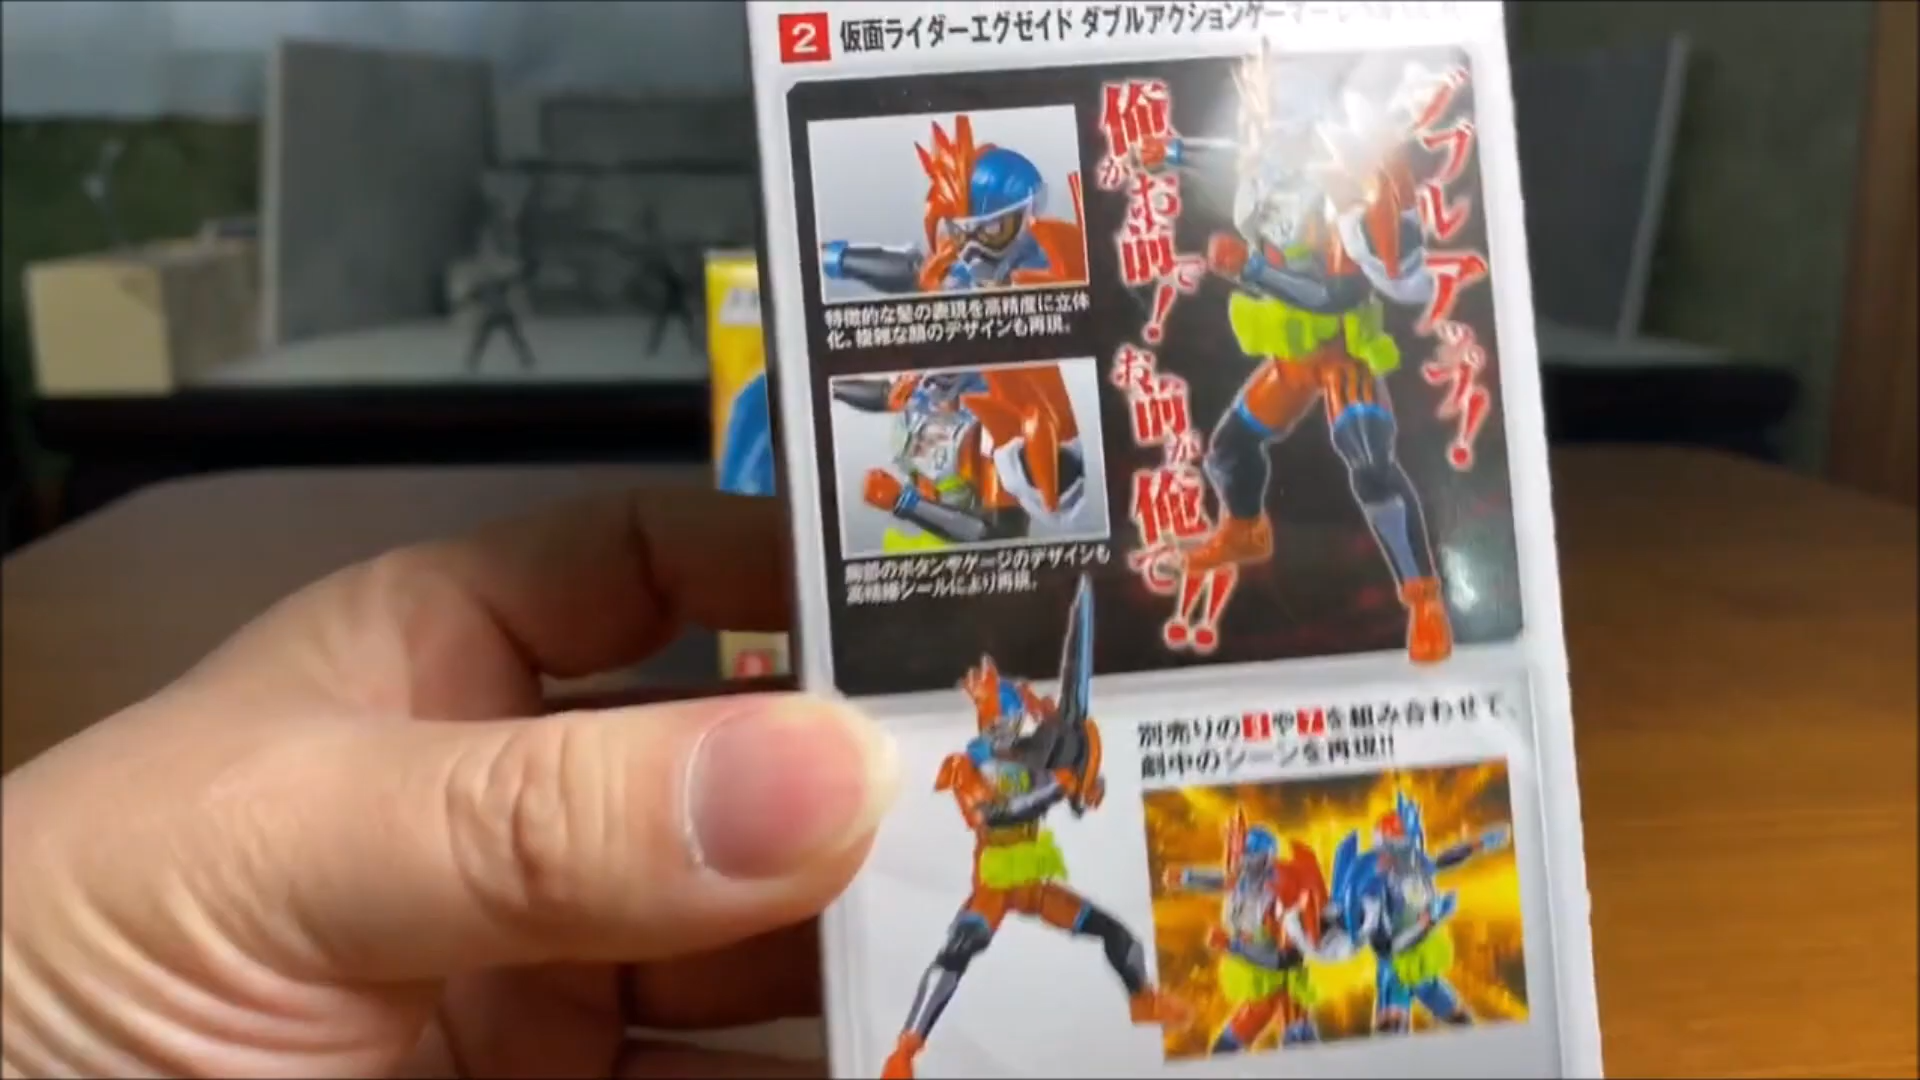 2 仮面ライダーエグゼイド ダブルアクションゲーマー
俺がお前で!
お前が俺で!!
ダブルアップ!
特徴的な髪の表現を高精度に立体
化。複雑な顔のデザインも再現。
胸部のボタンやゲージのデザインも
高精細シールにより再現。
別売りの1や7を組み合わせて、
劇中のシーンを再現!!